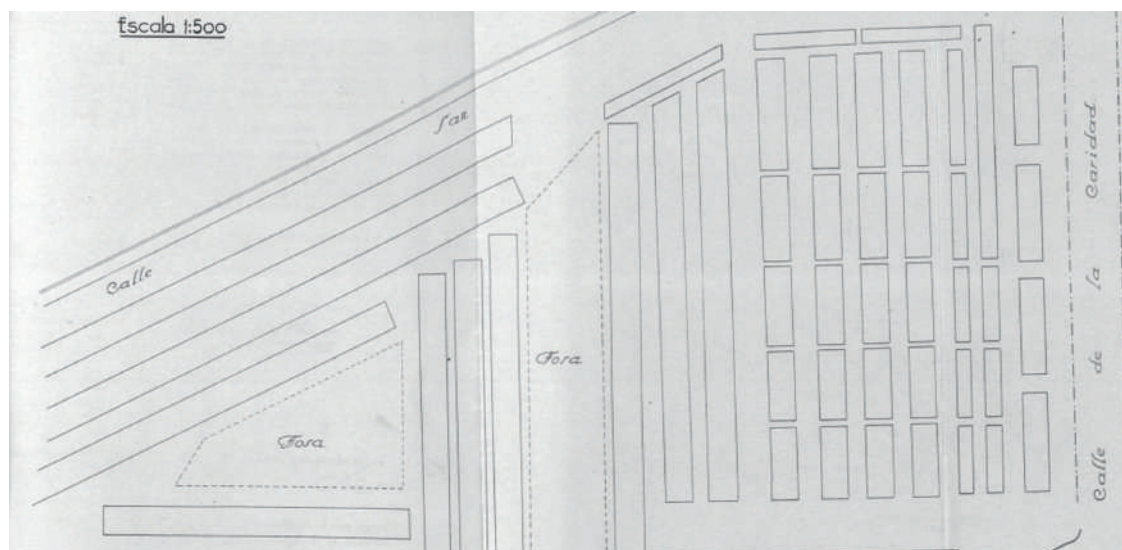 Escala 1:500
San
Calle
Fosa
Fosa
Calle de la Caridad